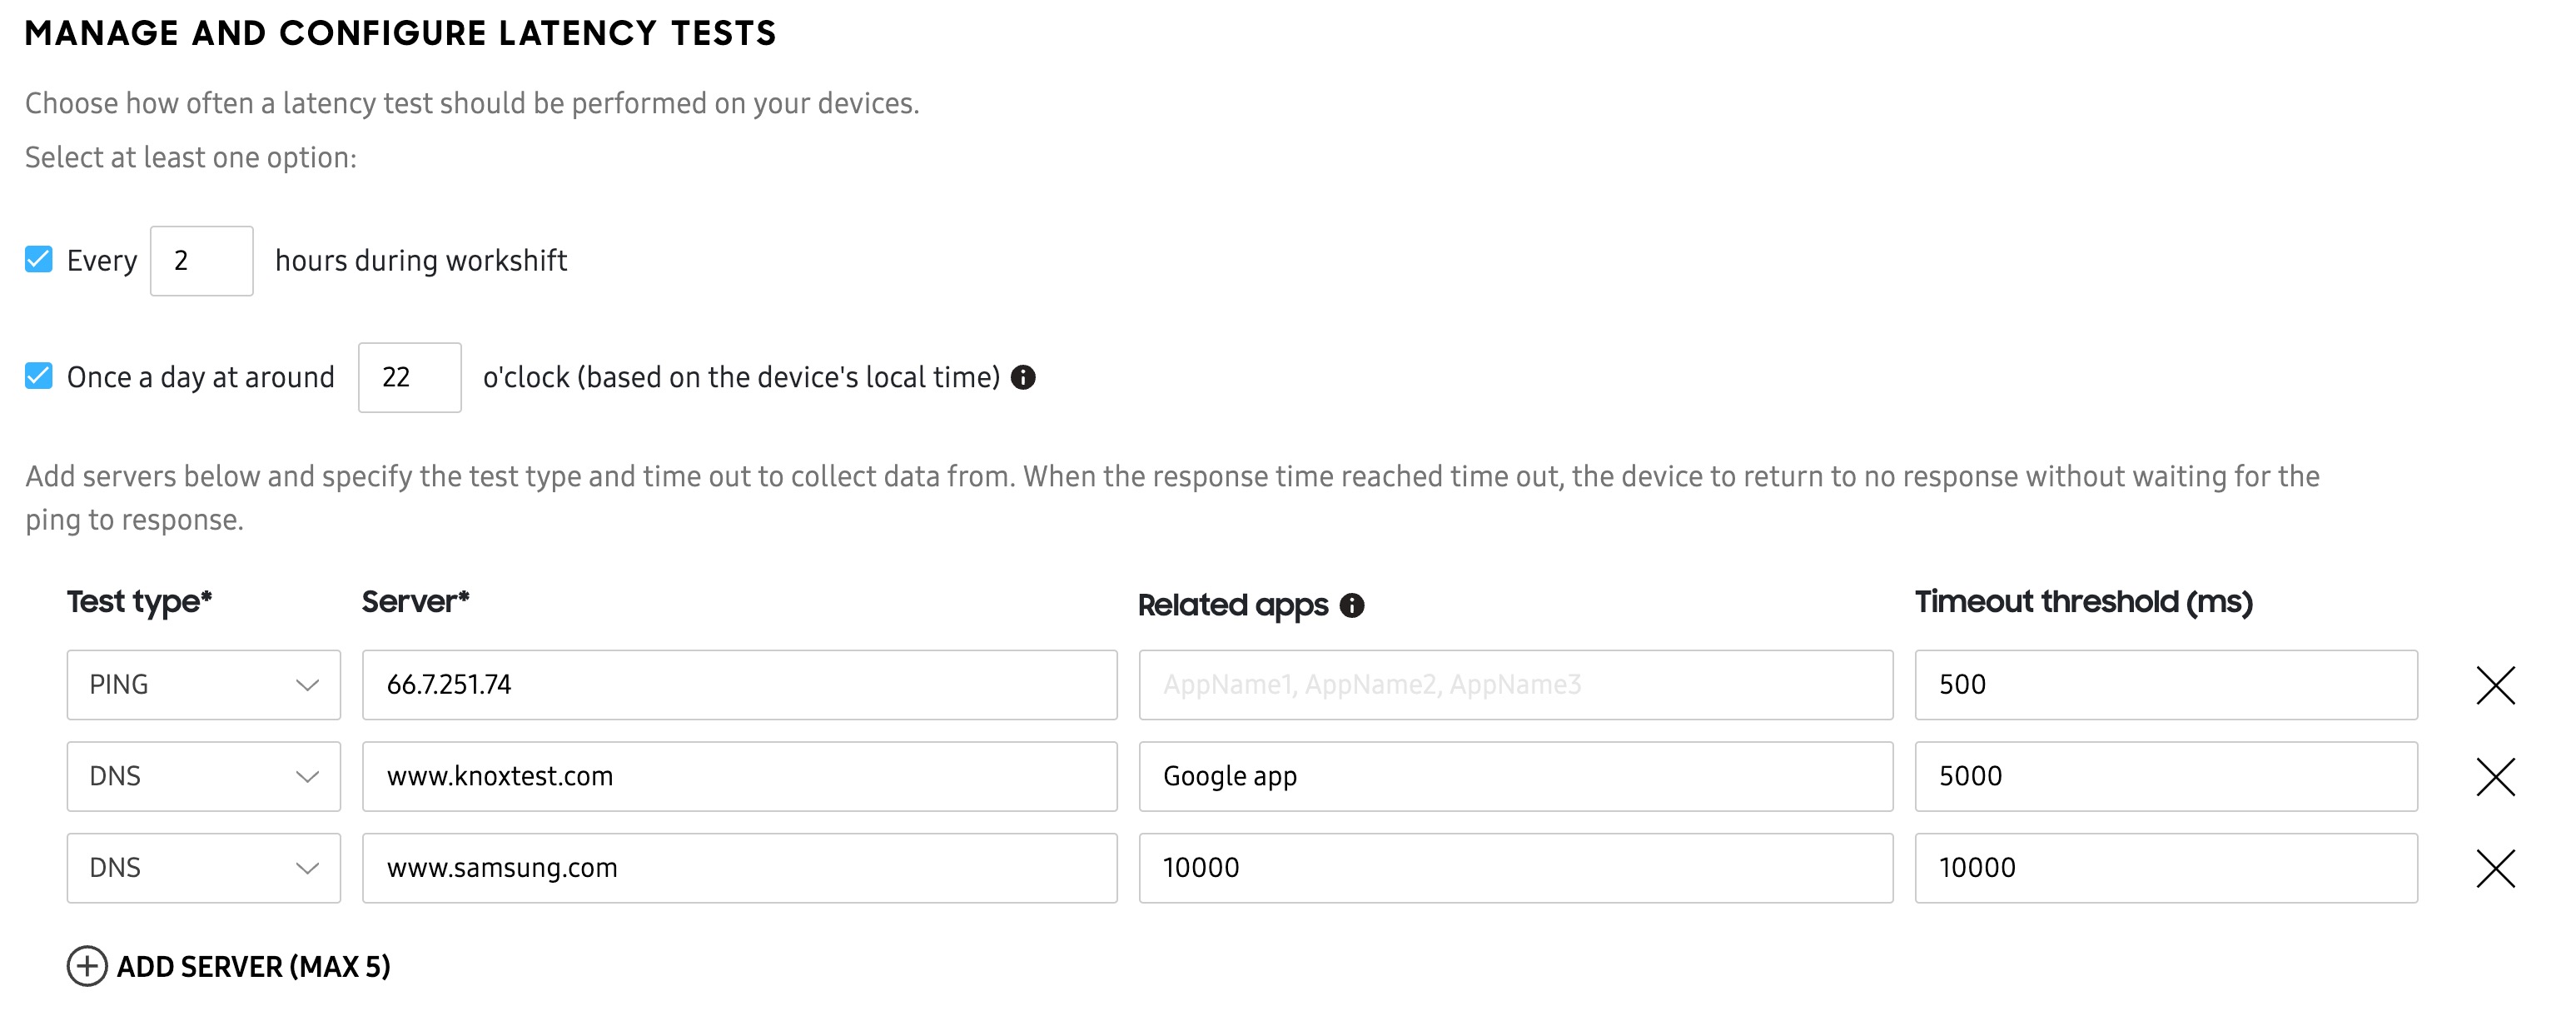 MANAGE AND CONFIGURE LATENCY TESTS
Choose how often a latency test should be performed on your devices.
Select at least one option:
Every 2 hours during workshift
Once a day at around 22 o'clock (based on the device's local time)
Add servers below and specify the test type and time out to collect data from. When the response time reached time out, the device to return to no response without waiting for the
ping to response.
Test type* Server* Related apps Timeout threshold (ms)
PING 66.7.251.74 AppName1, AppName2, AppName3 500
DNS www.knoxtest.com Google app 5000
DNS www.samsung.com 10000 10000
ADD SERVER (MAX 5)